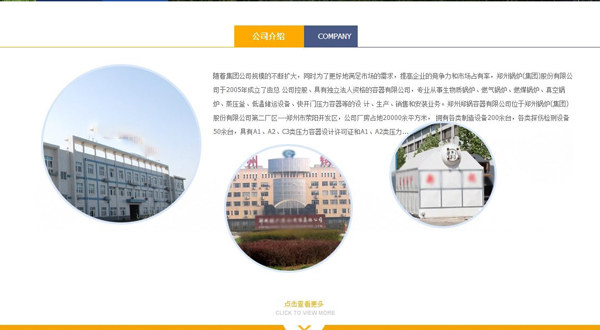 公司介绍
COMPANY
随着集团公司规模的不断扩大，同时为了更好地满足市场的需求，提高企业的竞争力和市场占有率，郑州锅炉(集团)股份有限公
司于2005年成立了由总 公司控股、具有独立法人资格的容器有限公司，专业从事生物质锅炉、燃气锅炉、燃煤锅炉、真空锅
炉、蒸压釜、低温储运设备、快开门压力容器等的设 计、生产、销售和安装业务。郑州郑锅容器有限公司位于郑州锅炉(集团)
股份有限公司第二厂区---郑州市荥阳开发区，公司厂房占地20000余平方米， 拥有各类制造设备200余台，各类探伤检测设备
50余台，具有A1、A2、C3类压力容器设计许可证和A1、A2类压力...
州
点击查看更多
CLICK TO VIEW MORE